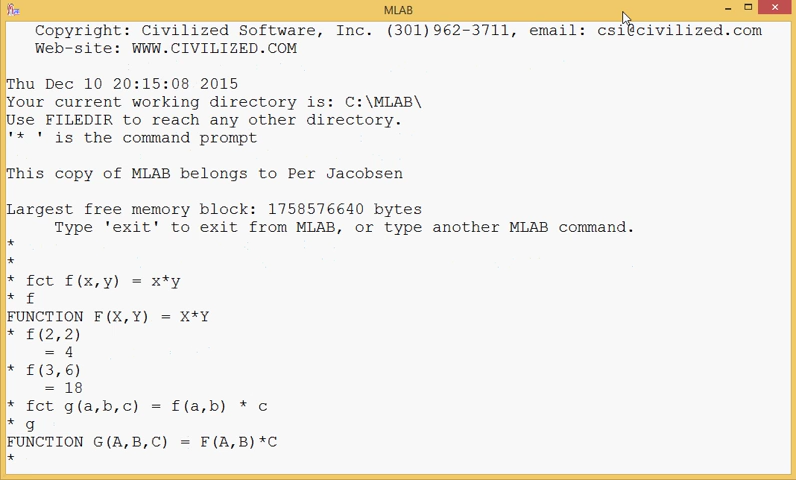 MLAB
Copyright: Civilized Software, Inc. (301)962-3711, email: csi@civilized.com
Web-site: WWW.CIVILIZED.COM
Thu Dec 10 20:15:08 2015
Your current working directory is: C:\MLAB\
Use FILEDIR to reach any other directory.
'* ' is the command prompt
This copy of MLAB belongs to Per Jacobsen
Largest free memory block: 1758576640 bytes
Type 'exit' to exit from MLAB, or type another MLAB command.
*
*
* fct f(x,y) = x*y
* f
FUNCTION F(X,Y) = X*Y
* f(2,2)
= 4
* f(3,6)
= 18
* fct g(a,b,c) = f(a,b) * c
* g
FUNCTION G(A,B,C) = F(A,B)*C
*